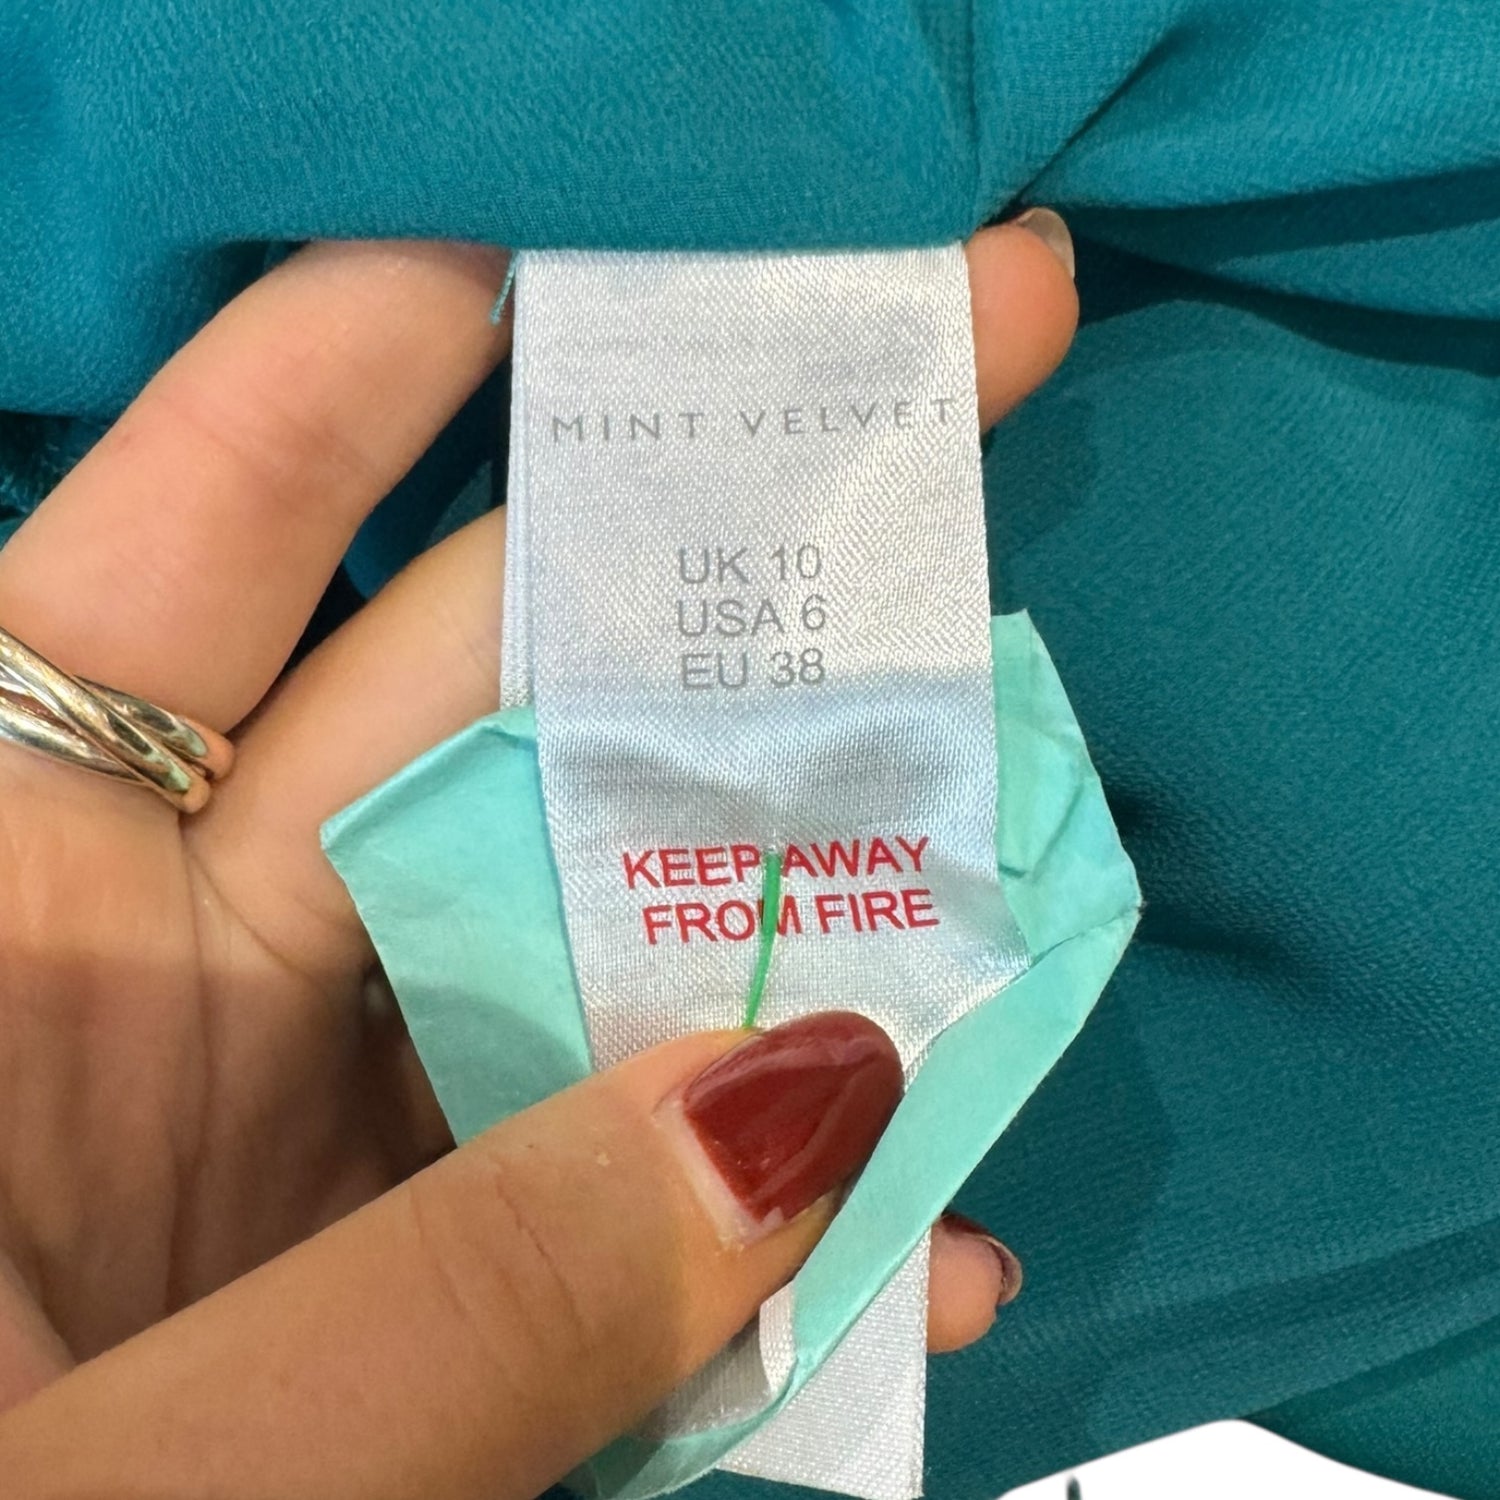 MINT VELVET
UK 10
USA 6
EU 38
KEEP AWAY
FROM FIRE